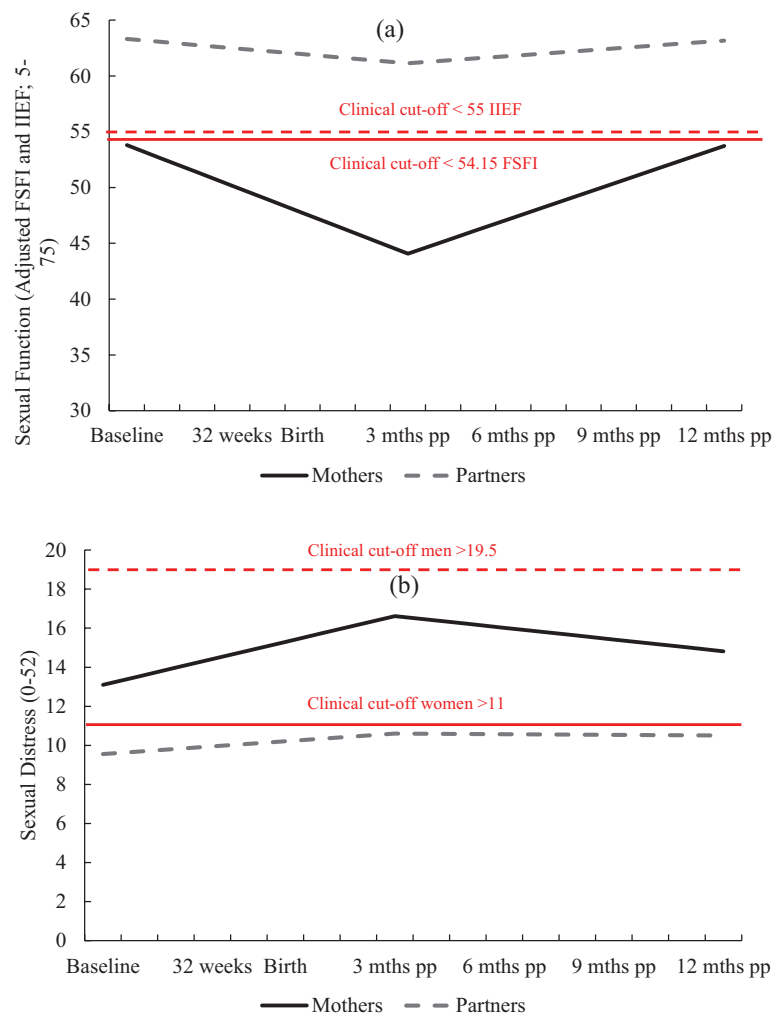 65
60
55
50
45
40
35
30
Sexual Function (Adjusted FSFI and IIEF; 5-
75)
(a)
Clinical cut-off < 55 IIEF
Clinical cut-off < 54.15 FSFI
Baseline 32 weeks Birth 3 mths pp 6 mths pp 9 mths pp 12 mths pp
Mothers Partners
20
18
16
14
12
10
8
6
4
2
0
Sexual Distress (0-52)
Clinical cut-off men >19.5
(b)
Clinical cut-off women >11
Baseline 32 weeks Birth 3 mths pp 6 mths pp 9 mths pp 12 mths pp
Mothers Partners